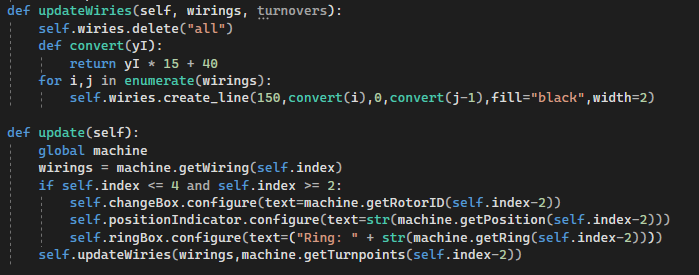 def updateWiries(self, wirings, turnovers):
    self.wiries.delete("all")
    def convert(yI):
        return yI * 15 + 40
    for i,j in enumerate(wirings):
        self.wiries.create_line(150,convert(i),0,convert(j-1),fill="black",width=2)

def update(self):
    global machine
    wirings = machine.getWiring(self.index)
    if self.index <= 4 and self.index >= 2:
        self.changeBox.configure(text=machine.getRotorID(self.index-2))
        self.positionIndicator.configure(text=str(machine.getPosition(self.index-2)))
        self.ringBox.configure(text=("Ring: " + str(machine.getRing(self.index-2))))
    self.updateWiries(wirings,machine.getTurnpoints(self.index-2))